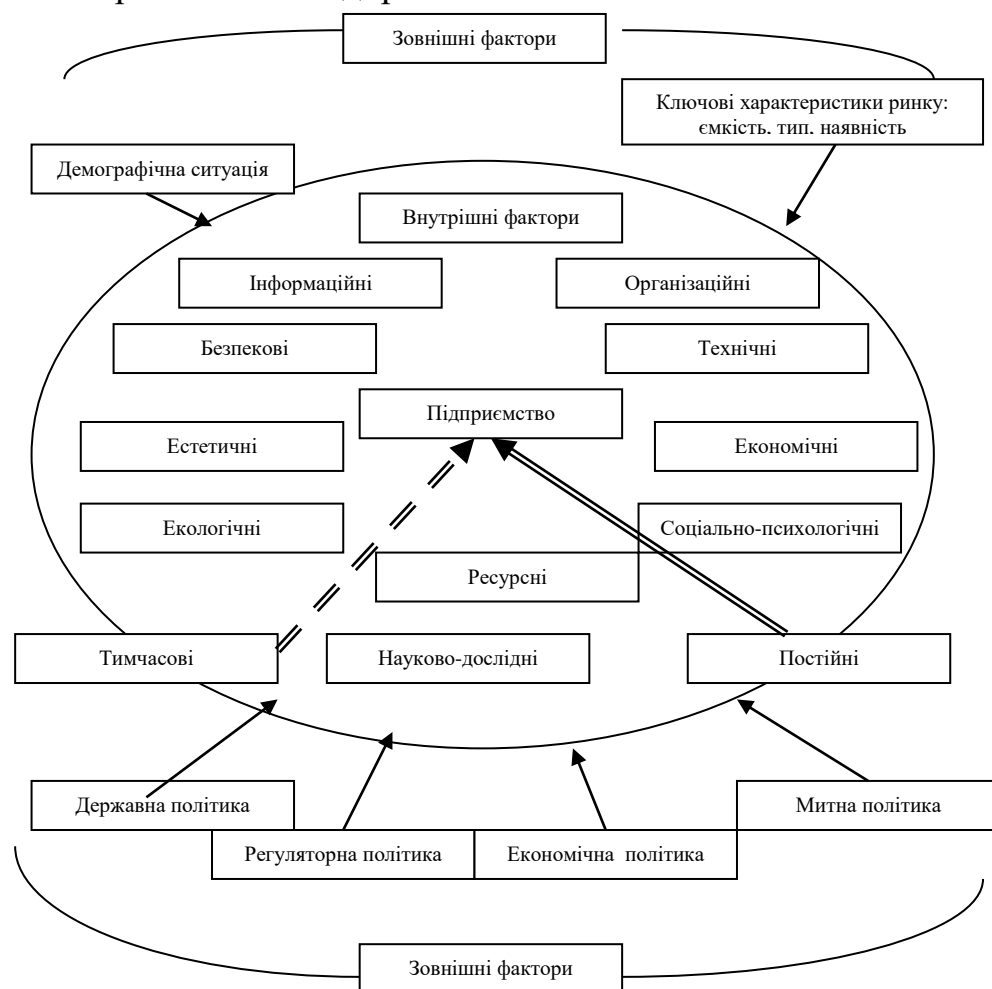 Зовнішні фактори
Ключові характеристики ринку:
ємкість, тип, наявність
Демографічна ситуація
Внутрішні фактори
Інформаційні
Організаційні
Безпекові
Технічні
Підприємство
Естетичні
Економічні
Екологічні
Соціально-психологічні
Ресурсні
Тимчасові
Науково-дослідні
Постійні
Державна політика
Митна політика
Регуляторна політика
Економічна політика
Зовнішні фактори